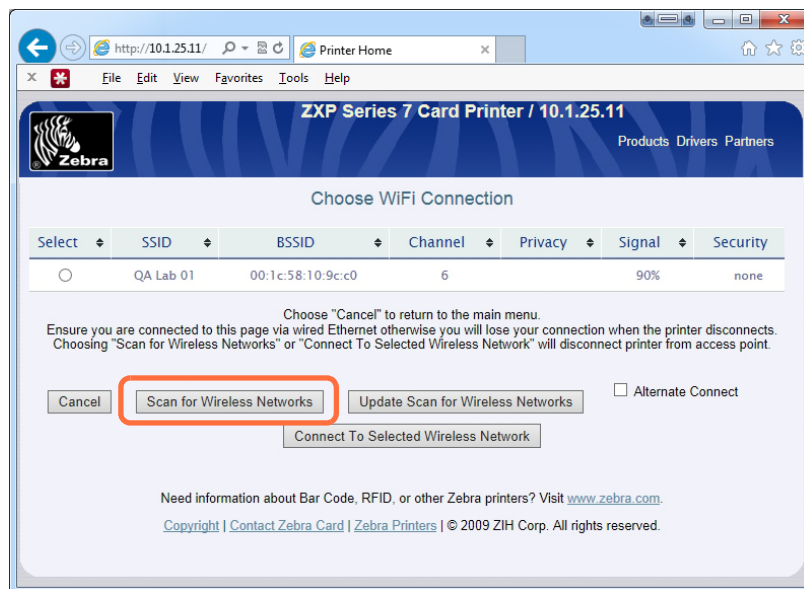 http://10.1.25.11/
Printer Home
File Edit View Favorites Tools Help
ZXP Series 7 Card Printer / 10.1.25.11
Zebra
®
Products Drivers Partners
Choose WiFi Connection
Select SSID BSSID Channel Privacy Signal Security
QA Lab 01 00:1c:58:10:9c:c0 6 90% none
Choose "Cancel" to return to the main menu.
Ensure you are connected to this page via wired Ethernet otherwise you will lose your connection when the printer disconnects.
Choosing "Scan for Wireless Networks" or "Connect To Selected Wireless Network" will disconnect printer from access point.
Cancel Scan for Wireless Networks Update Scan for Wireless Networks Alternate Connect
Connect To Selected Wireless Network
Need information about Bar Code, RFID, or other Zebra printers? Visit www.zebra.com.
Copyright | Contact Zebra Card | Zebra Printers | © 2009 ZIH Corp. All rights reserved.